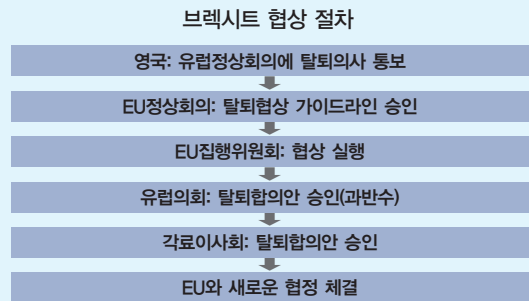 브렉시트 협상 절차
영국: 유럽정상회의에 탈퇴의사 통보
EU정상회의: 탈퇴협상 가이드라인 승인
EU집행위원회: 협상 실행
유럽의회: 탈퇴합의안 승인(과반수)
각료이사회: 탈퇴합의안 승인
EU와 새로운 협정 체결